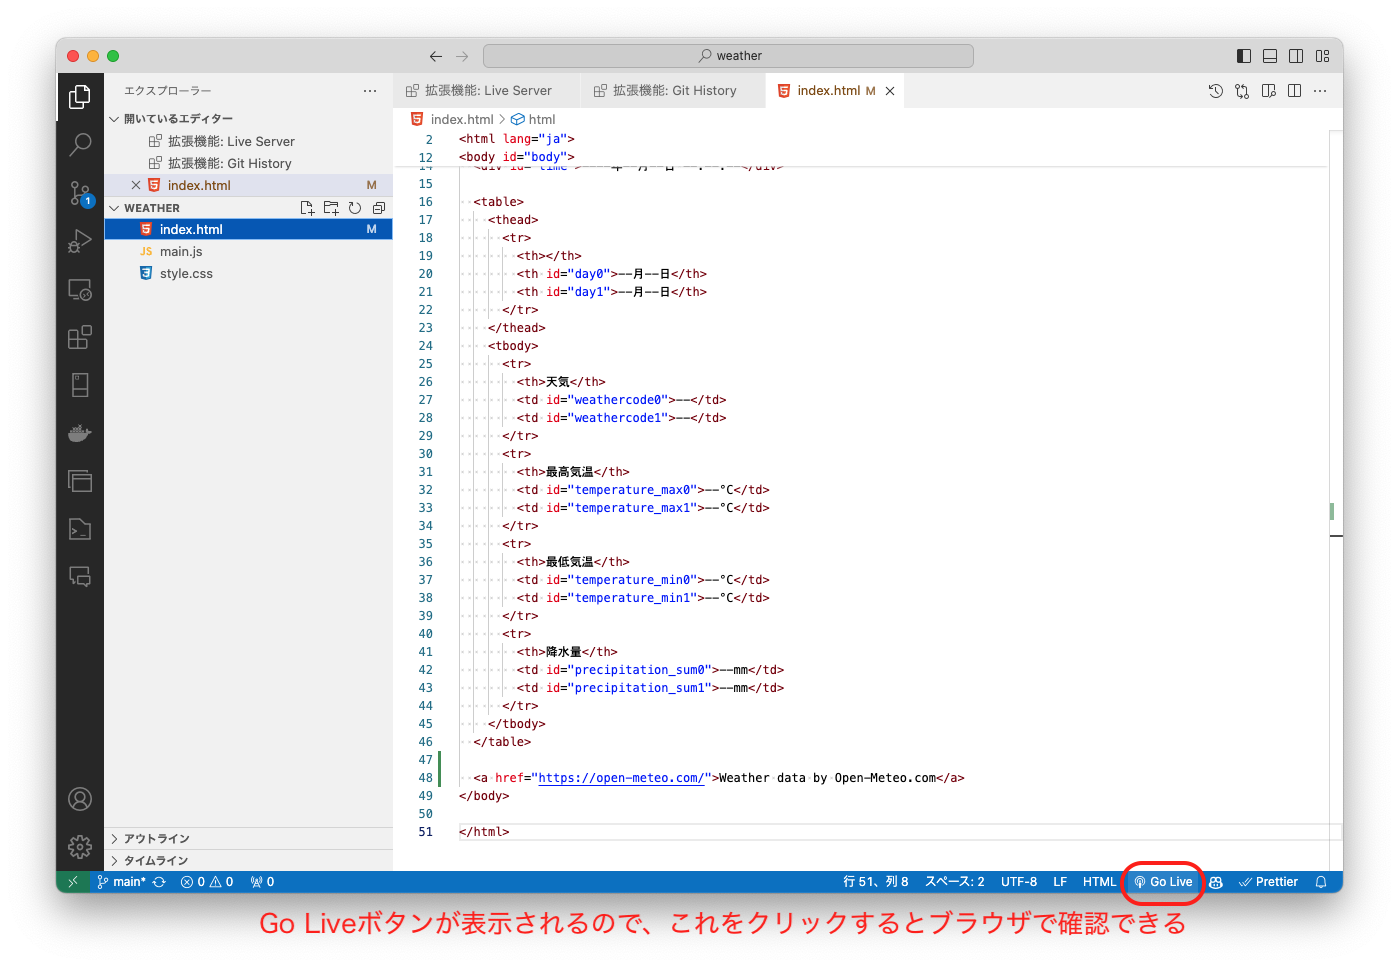 weather
エクスプローラー
拡張機能: Live Server
拡張機能: Git History
index.html M
開いているエディター
拡張機能: Live Server
拡張機能: Git History
index.html M
WEATHER
index.html M
JS main.js
style.css
アウトライン
タイムライン
index.html > html
2 <html lang="ja">
12 <body id="body">
14 <div id="time">----年--月--日 --:--:--</div>
15
16 <table>
17 <thead>
18 <tr>
19 <th></th>
20 <th id="day0">--月--日</th>
21 <th id="day1">--月--日</th>
22 </tr>
23 </thead>
24 <tbody>
25 <tr>
26 <th>天気</th>
27 <td id="weathercode0">--</td>
28 <td id="weathercode1">--</td>
29 </tr>
30 <tr>
31 <th>最高気温</th>
32 <td id="temperature_max0">--°C</td>
33 <td id="temperature_max1">--°C</td>
34 </tr>
35 <tr>
36 <th>最低気温</th>
37 <td id="temperature_min0">--°C</td>
38 <td id="temperature_min1">--°C</td>
39 </tr>
40 <tr>
41 <th>降水量</th>
42 <td id="precipitation_sum0">--mm</td>
43 <td id="precipitation_sum1">--mm</td>
44 </tr>
45 </tbody>
46 </table>
47
48 <a href="https://open-meteo.com/">Weather data by Open-Meteo.com</a>
49 </body>
50
51 </html>
1
main* 0 0 0 行 51、列 8 スペース: 2 UTF-8 LF HTML Go Live Prettier
Go Liveボタンが表示されるので、これをクリックするとブラウザで確認できる